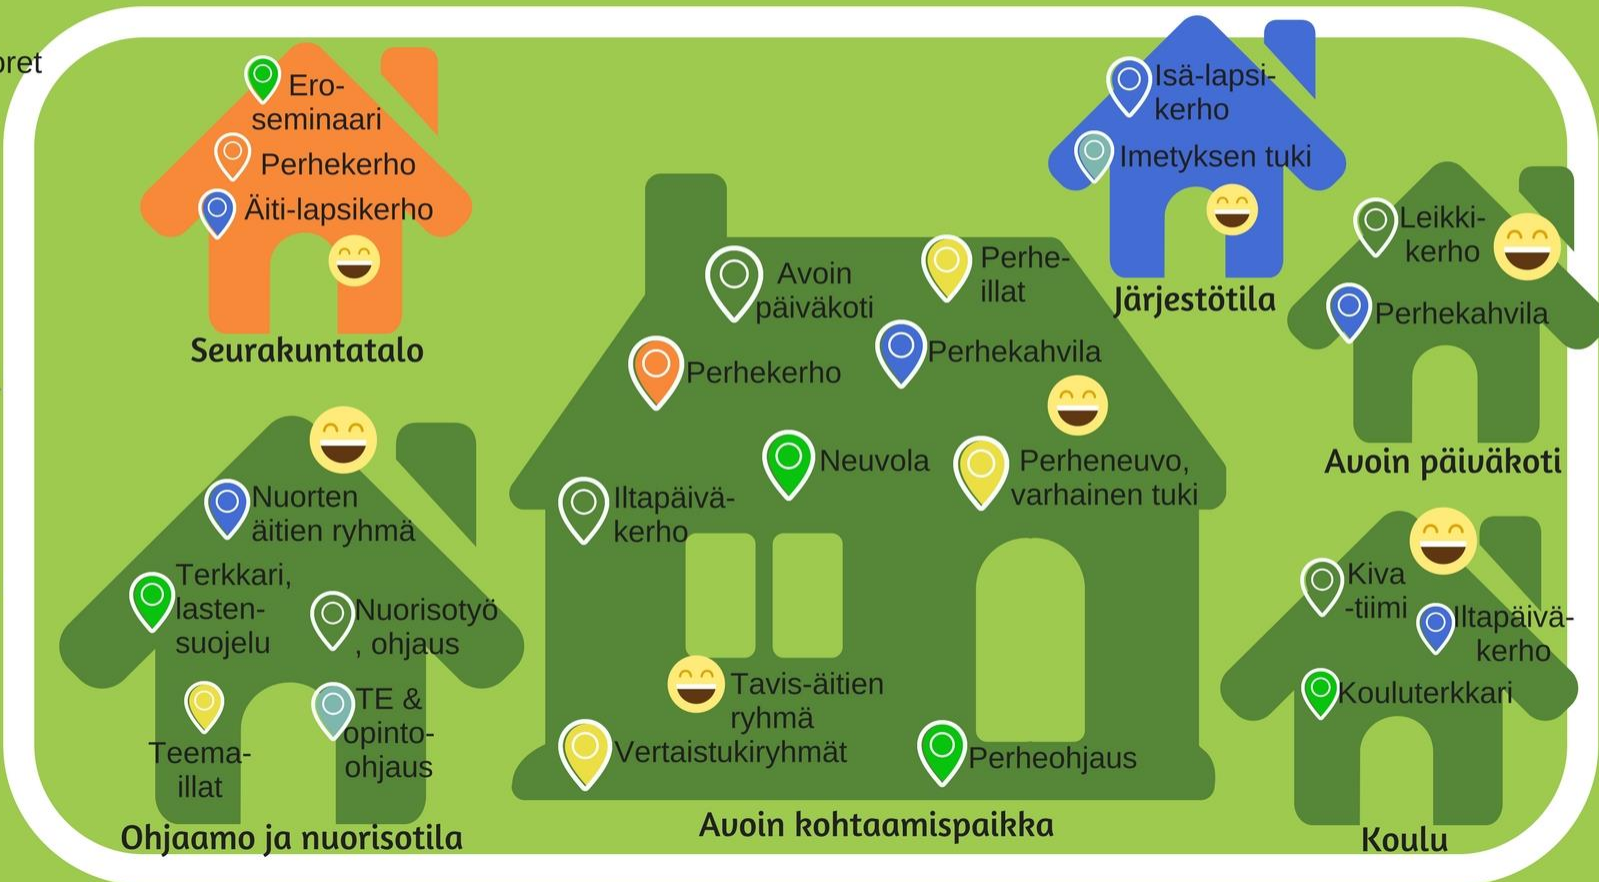 Ero-
seminaari
Perhekerho
Äiti-lapsikerho
Seurakuntatalo
Isä-lapsi-
kerho
Imetyksen tuki
Järjestötila
Leikki-
kerho
Perhekahvila
Avoin päiväkoti
Avoin
päiväkoti
Perhe-
illat
Perhekerho
Perhekahvila
Neuvola
Perheneuvo,
varhainen tuki
Iltapäivä-
kerho
Tavis-äitien
ryhmä
Vertaistukiryhmät
Perheohjaus
Avoin kohtaamispaikka
Nuorten
äitien ryhmä
Terkkari,
lasten-
suojelu
Nuorisotyö
, ohjaus
Teema-
illat
TE &
opinto-
ohjaus
Ohjaamo ja nuorisotila
Kiva
-tiimi
Iltapäivä-
kerho
Kouluterkkari
Koulu